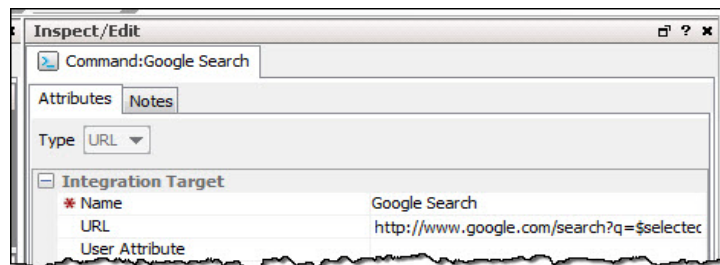 Inspect/Edit
Command:Google Search
Attributes Notes
Type URL
Integration Target
* Name Google Search
URL http://www.google.com/search?q=$selectec
User Attribute